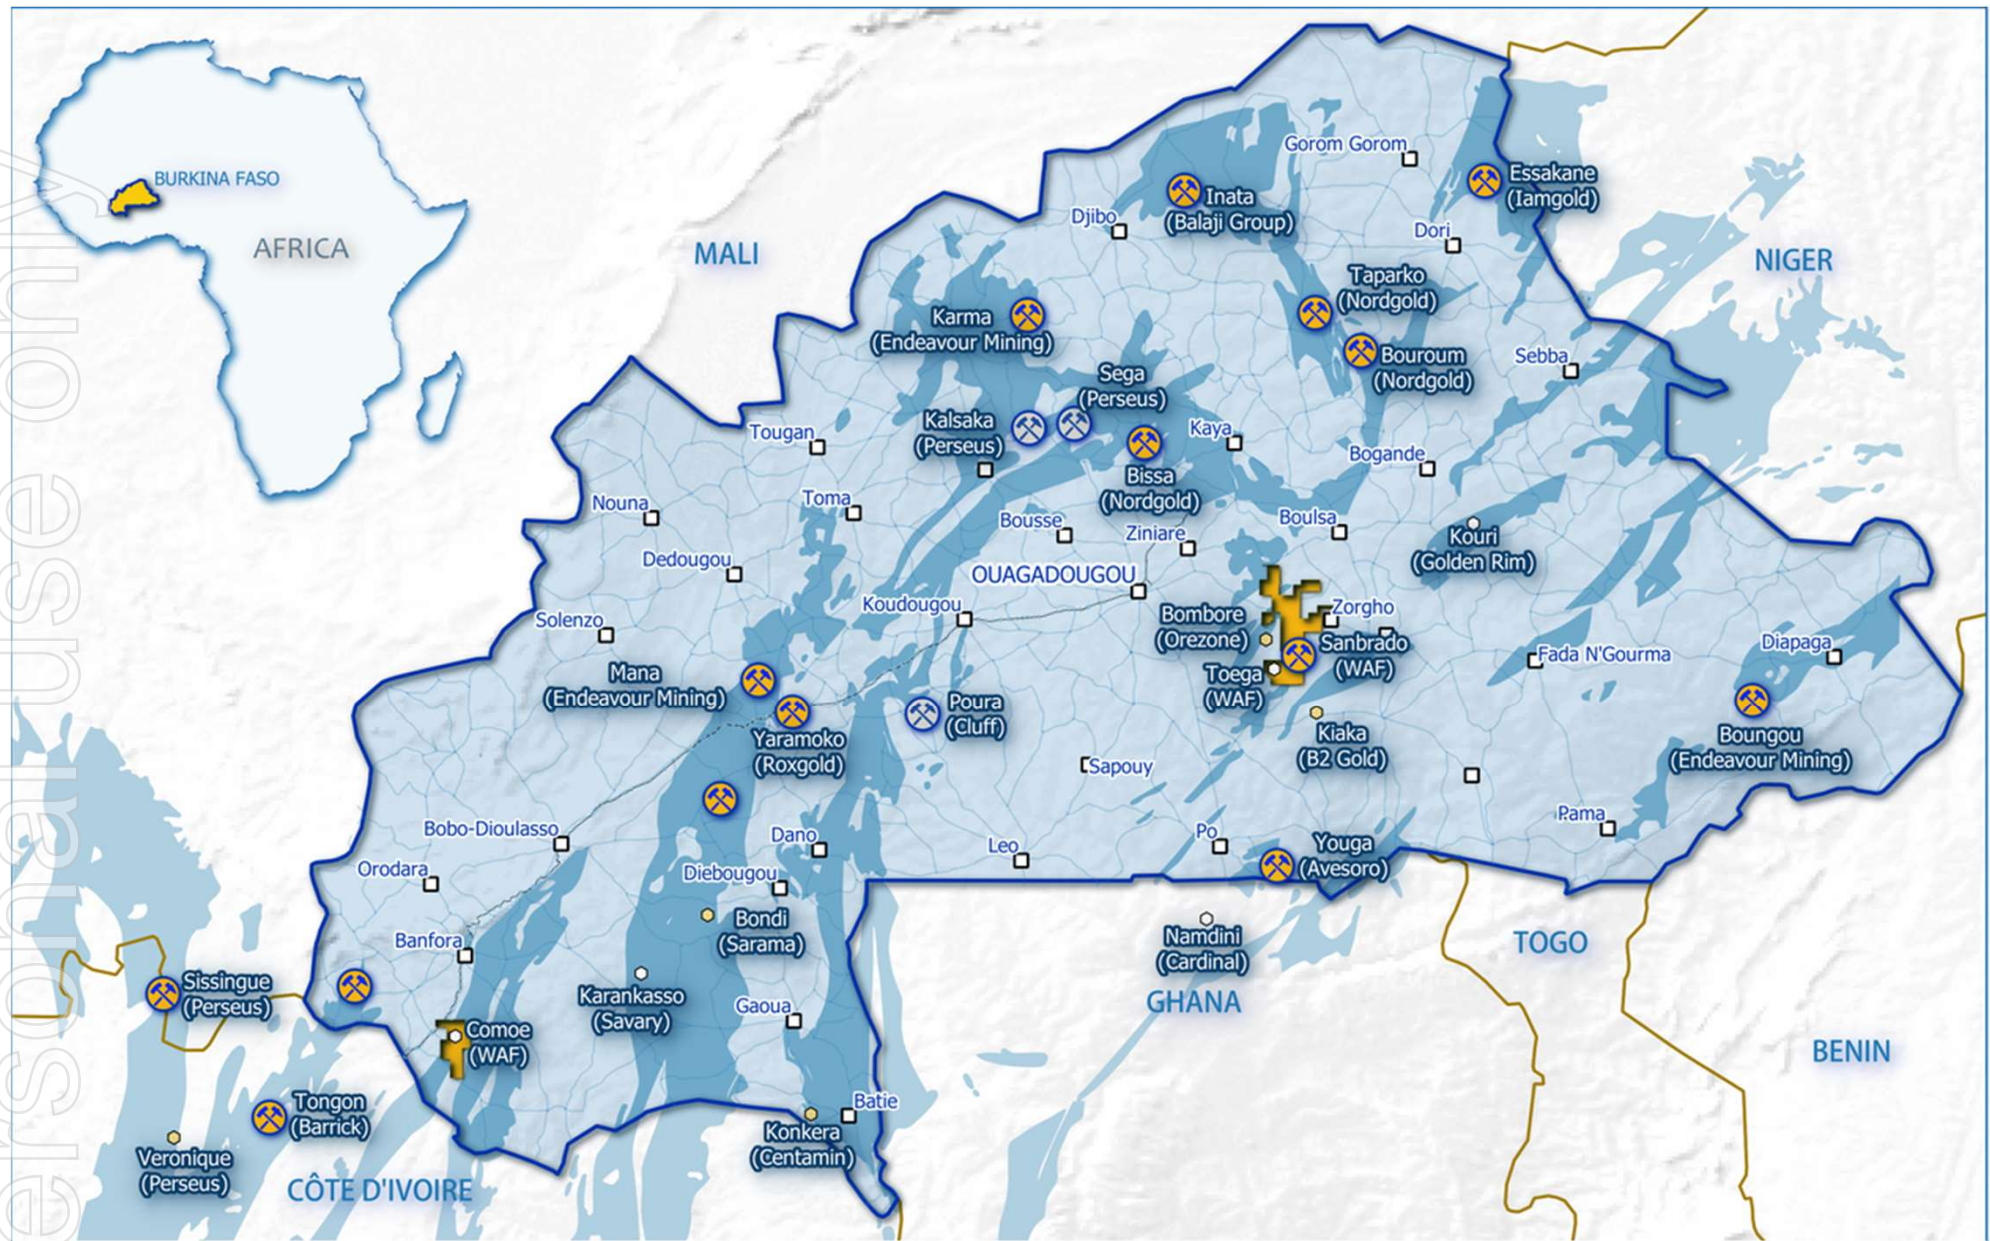 BURKINA FASO
AFRICA
MALI
NIGER
Gorom Gorom
Essakane
(Iamgold)
Inata
(Balaji Group)
Djibo
Dori
Taparko
(Nordgold)
Karma
(Endeavour Mining)
Bouroum
(Nordgold)
Sebba
Sega
(Perseus)
Kalsaka
(Perseus)
Tougan
Kaya
Bissa
(Nordgold)
Bogande
Nouna
Toma
Bousse
Ziniare
Boulsa
Kouri
(Golden Rim)
Dedougou
OUAGADOUGOU
Koudougou
Solenzo
Bombore
(Orezone)
Zorgho
Sanbrado
(WAF)
Toega
(WAF)
Fada N'Gourma
Diapaga
Mana
(Endeavour Mining)
Poura
(Cluff)
Yaramoko
(Roxgold)
Kiaka
(B2 Gold)
Boungou
(Endeavour Mining)
Sapouy
Pama
Bobo-Dioulasso
Dano
Leo
Po
Youga
(Avesoro)
Orodara
Diebougou
Bondi
(Sarama)
Banfora
Namdini
(Cardinal)
TOGO
GHANA
Sissingue
(Perseus)
Karankasso
(Savary)
Gaoua
Comoe
(WAF)
BENIN
Tongon
(Barrick)
Batie
Konkera
(Centamin)
Veronique
(Perseus)
CÔTE D'IVOIRE
ersonal use only